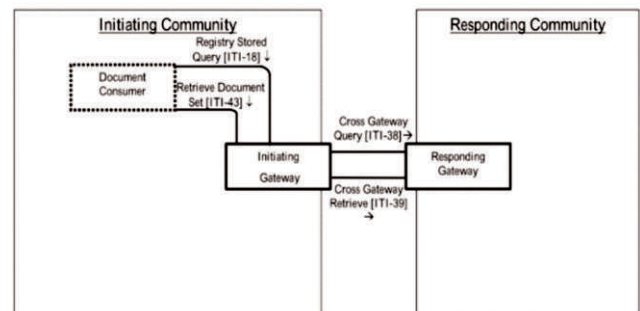 Initiating Community
Responding Community
Registry Stored
Query [ITI-18] ↓
Document
Consumer
Retrieve Document
Set [ITI-43] ↓
Cross Gateway
Query [ITI-38]→
Initiating
Gateway
Responding
Gateway
Cross Gateway
Retrieve [ITI-39]
→